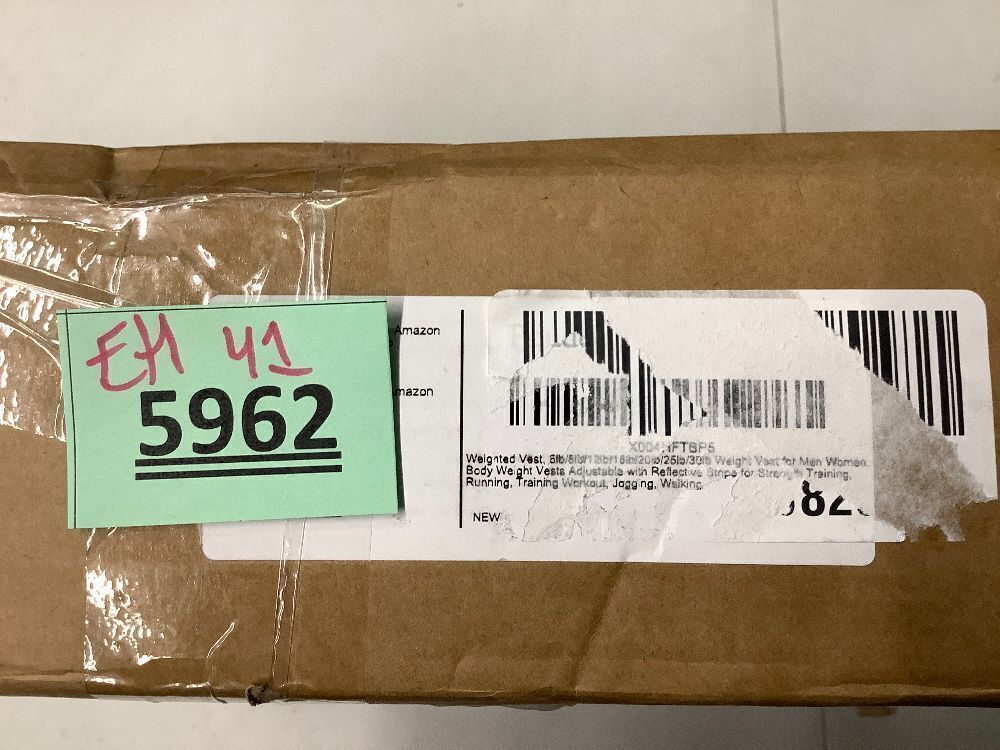 EH 41
5962
Amazon
mazon
Weighted Vest, 6lb/8lb/12lb/16lb/20lb/25lb/30lb Weight Vest for Men Women,
Body Weight Vests Adjustable with Reflective Stripe for Strength Training,
Running, Training Workout, Jogging, Walking,
NEW